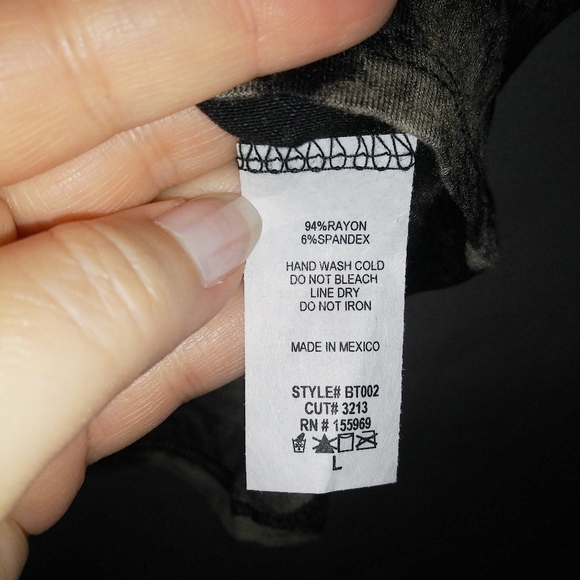 94%RAYON
6%SPANDEX
HAND WASH COLD
DO NOT BLEACH
LINE DRY
DO NOT IRON
MADE IN MEXICO
STYLE# BT002
CUT# 3213
RN # 155969
L